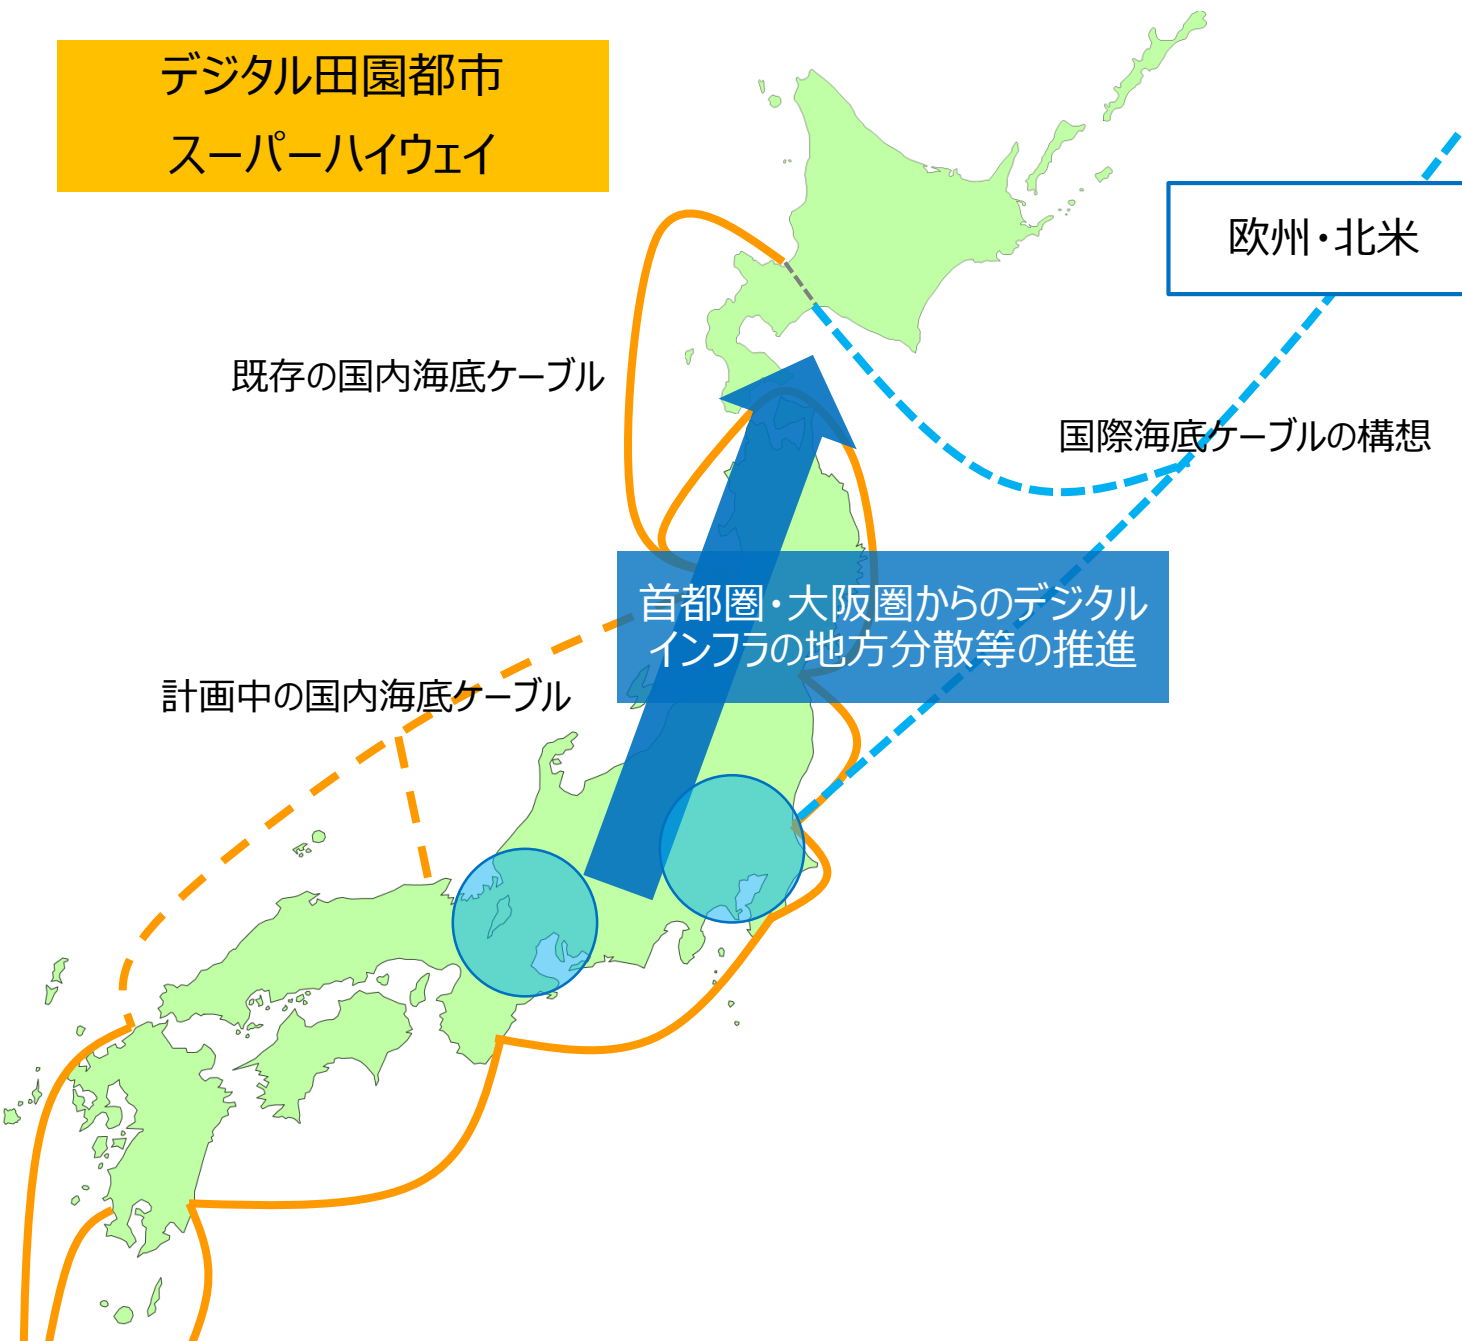 デジタル田園都市
スーパーハイウェイ
欧州・北米
既存の国内海底ケーブル
国際海底ケーブルの構想
首都圏・大阪圏からのデジタル
インフラの地方分散等の推進
計画中の国内海底ケーブル